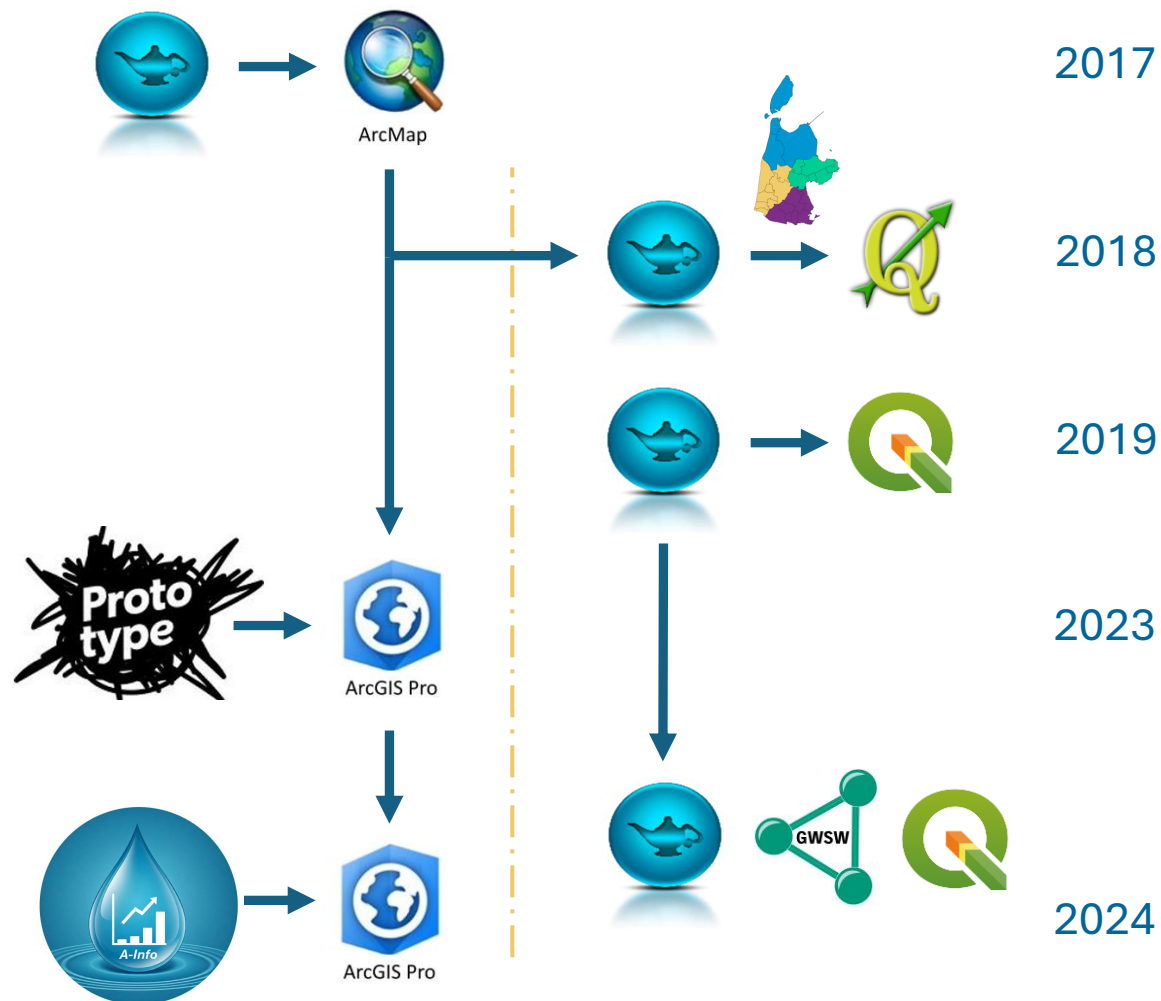 2017
ArcMap
2018
2019
Proto
type
2023
ArcGIS Pro
GWSW
A-Info
2024
ArcGIS Pro